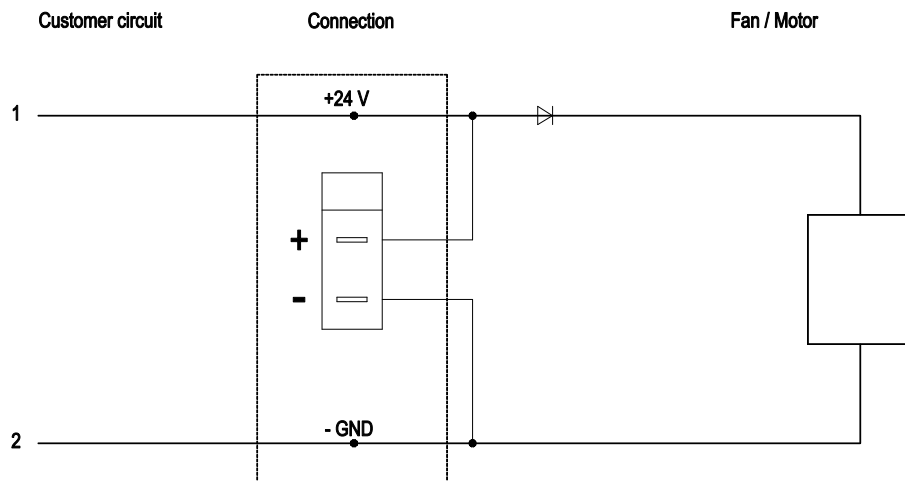 Customer circuit
Connection
Fan / Motor
1
+24 V
+
-
2
- GND